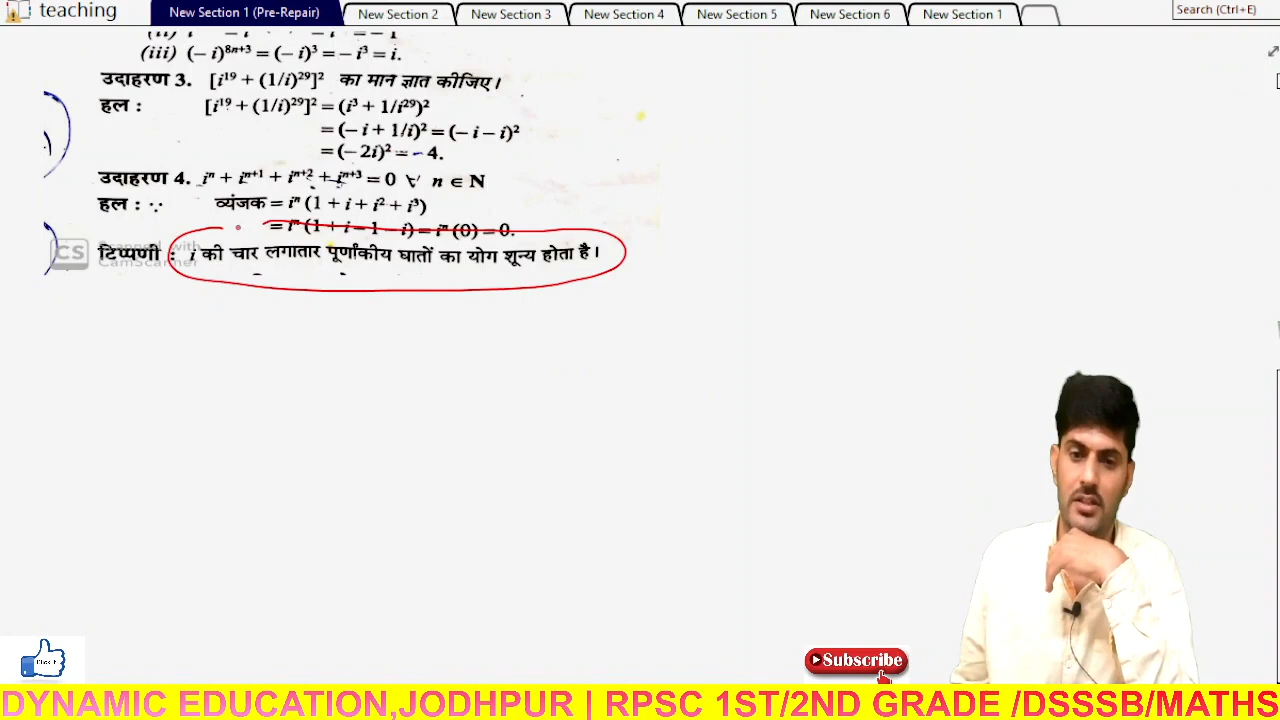 teaching
New Section 1 (Pre-Repair)
New Section 2
New Section 3
New Section 4
New Section 5
New Section 6
New Section 1
Search (Ctrl+E)
(iii) (– i)⁸ⁿ⁺³ = (– i)³ = – i³ = i.
उदाहरण 3. [i¹⁹ + (1/i)²⁹]² का मान ज्ञात कीजिए।
हल : [i¹⁹ + (1/i)²⁹]² = (i³ + 1/i²⁹)²
= (– i + 1/i)² = (– i – i)²
= (– 2i)² = – 4.
उदाहरण 4. iⁿ + iⁿ⁺¹ + iⁿ⁺² + iⁿ⁺³ = 0 ∀ n ∈ N
हल : ∵ व्यंजक = iⁿ (1 + i + i² + i³)
= iⁿ (1 + i – 1 – i) = iⁿ (0) = 0.
CS Scanned with CamScanner
टिप्पणी : i की चार लगातार पूर्णांकीय घातों का योग शून्य होता है।
Subscribe
DYNAMIC EDUCATION,JODHPUR | RPSC 1ST/2ND GRADE /DSSSB/MATHS